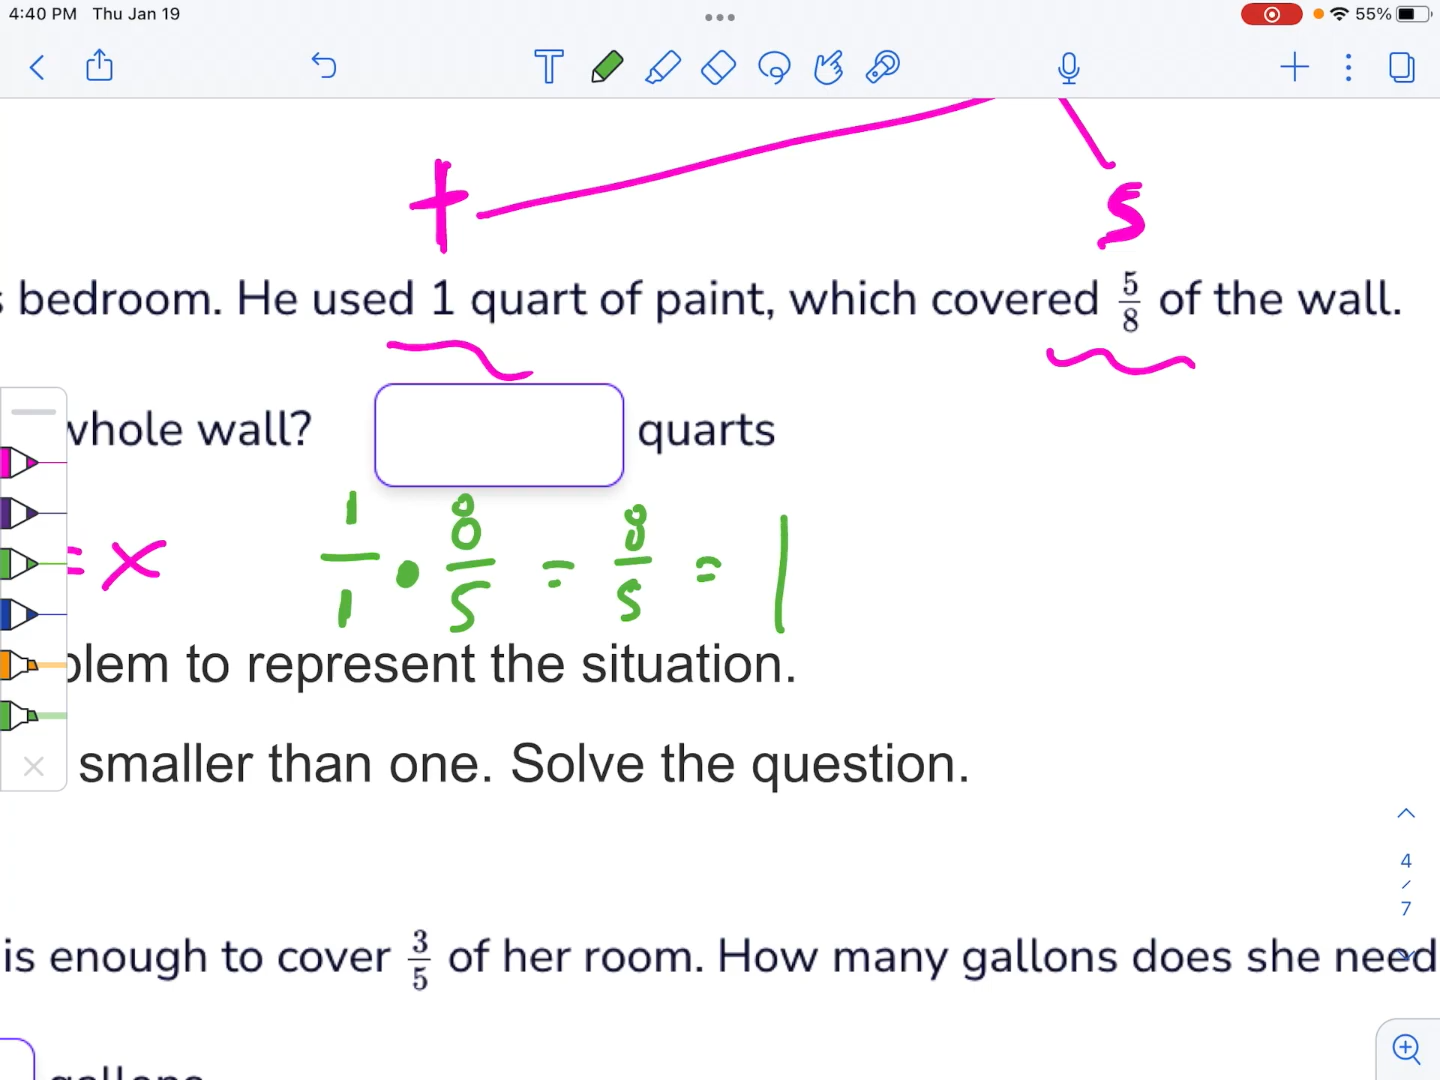 4:40 PM Thu Jan 19
55%
T
t
s
bedroom. He used 1 quart of paint, which covered 5/8 of the wall.
whole wall? quarts
= x 1/1 • 8/5 = 8/5 = 1
blem to represent the situation.
smaller than one. Solve the question.
4
/
7
is enough to cover 3/5 of her room. How many gallons does she need
gallons